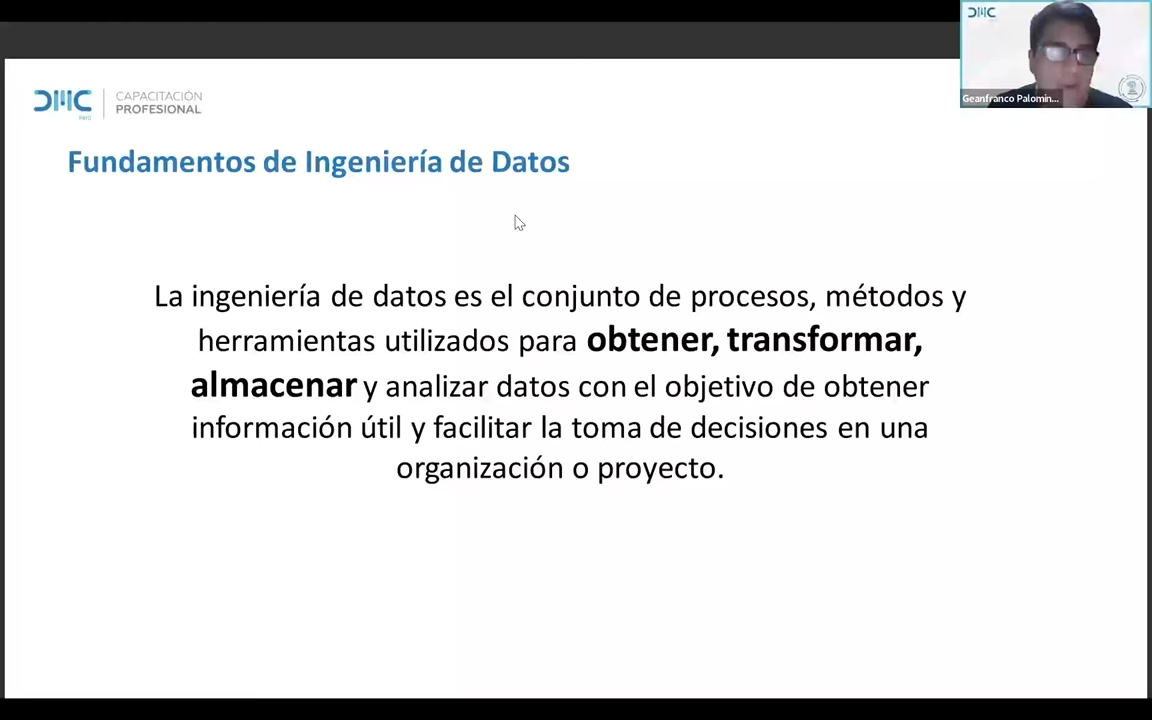 DMC
Geanfranco Palomin...
DMC
PERÚ
CAPACITACIÓN
PROFESIONAL
Fundamentos de Ingeniería de Datos
La ingeniería de datos es el conjunto de procesos, métodos y
herramientas utilizados para obtener, transformar,
almacenar y analizar datos con el objetivo de obtener
información útil y facilitar la toma de decisiones en una
organización o proyecto.